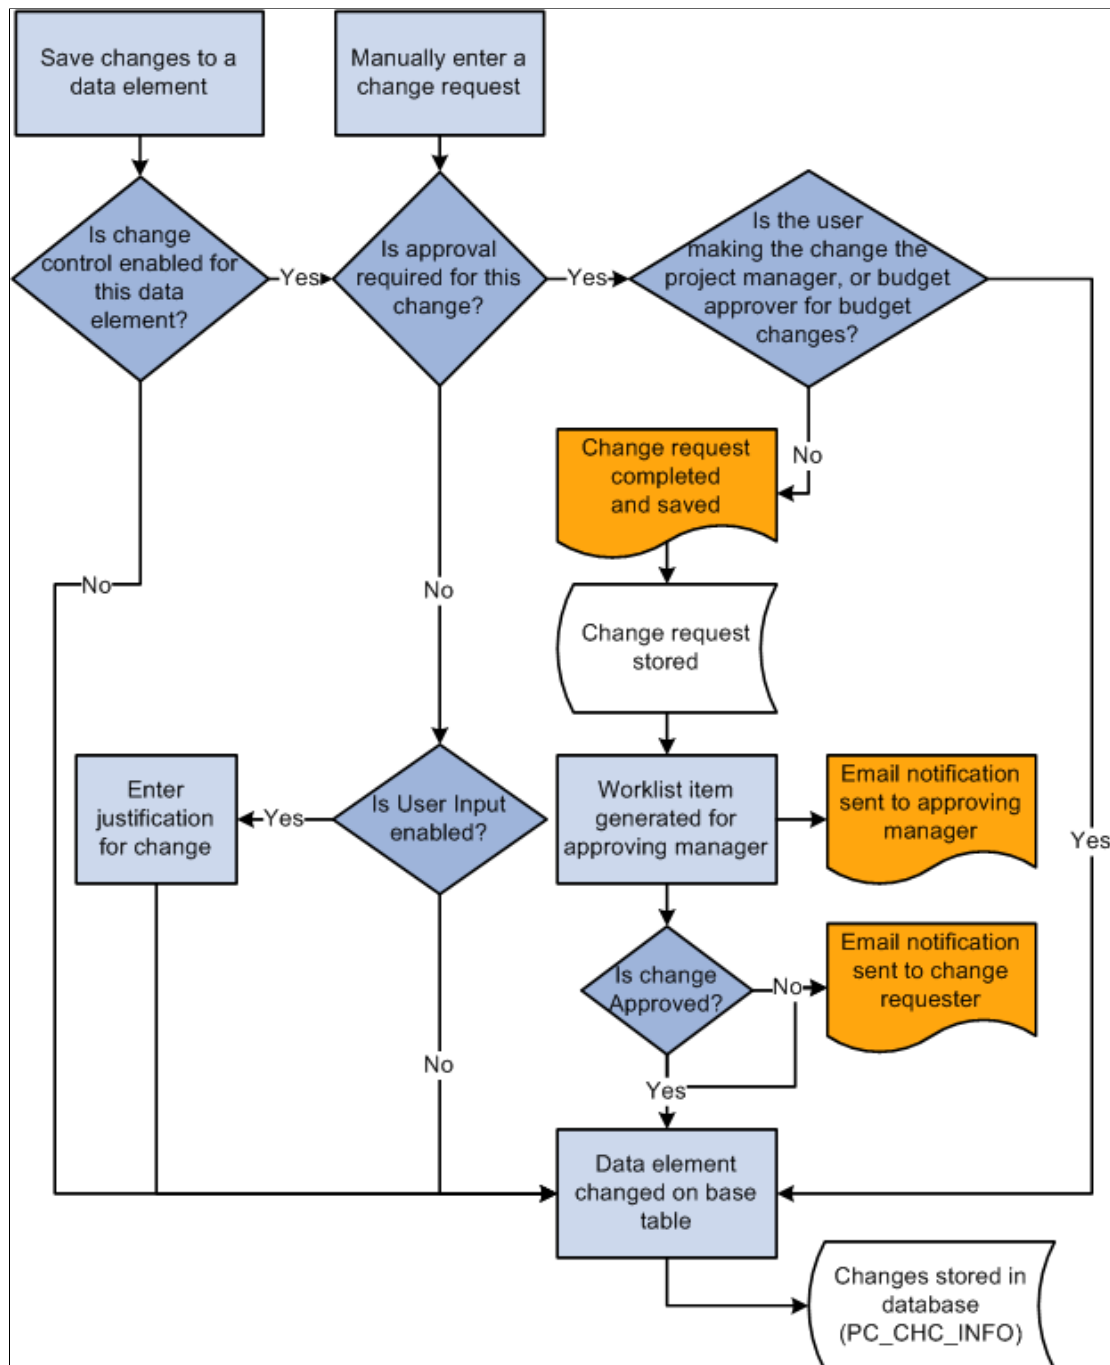 Save changes to a
data element
Manually enter a
change request
Is change
control enabled for
this data
element?
Yes
Is approval
required for this
change?
Yes
Is the user
making the change the
project manager, or budget
approver for budget
changes?
No
Change request
completed
and saved
No
No
Change request
stored
Enter
justification
for change
Yes
Is User Input
enabled?
Worklist item
generated for
approving manager
Email notification
sent to approving
manager
Yes
Is change
Approved?
No
Email notification
sent to change
requester
No
Yes
Data element
changed on base
table
Changes stored in
database
(PC_CHC_INFO)